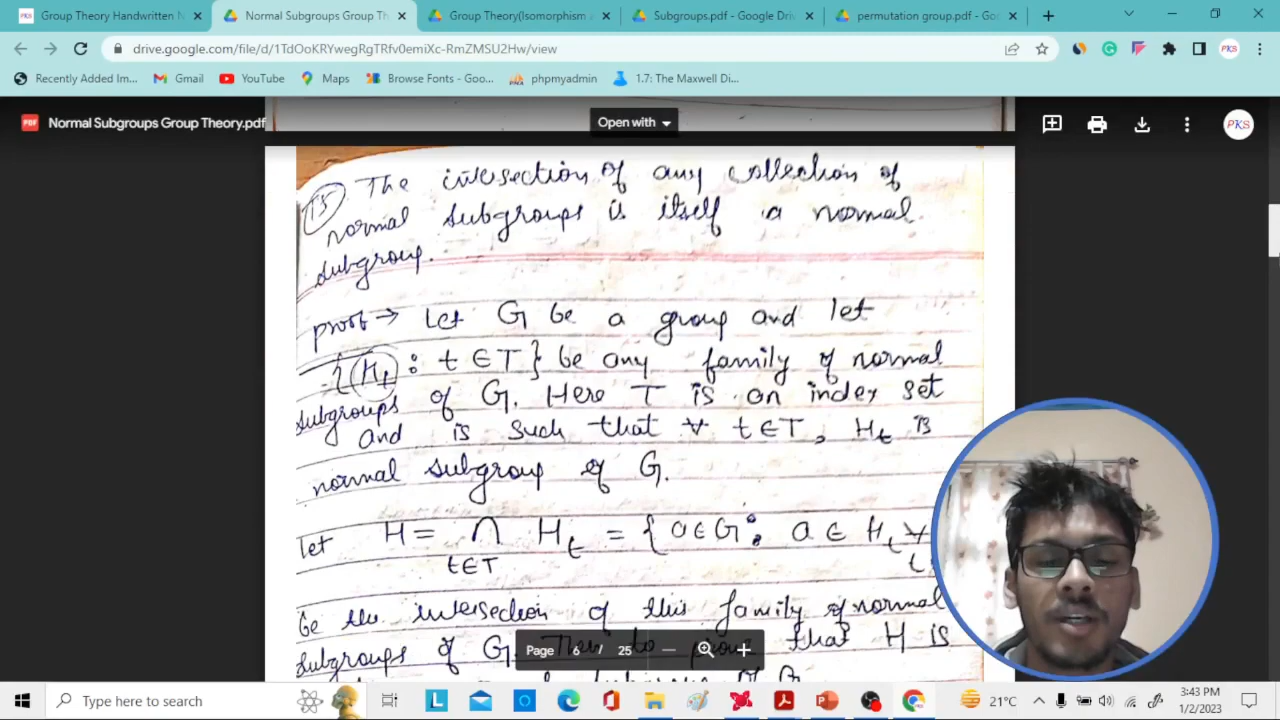 Group Theory Handwritten N
Normal Subgroups Group Th
Group Theory(Isomorphism
Subgroups.pdf - Google Dri
permutation group.pdf - Go
drive.google.com/file/d/1TdOoKRYwegRgTRfv0emiXc-RmZMSU2Hw/view
PKS
Recently Added Im...
Gmail
YouTube
Maps
Browse Fonts - Goo...
phpmyadmin
1.7: The Maxwell Di...
PDF
Normal Subgroups Group Theory.pdf
Open with
PKS
15 The intersection of any collection of
normal subgroups is itself a normal
subgroup.
proof→ Let G be a group and let
{Ht : t ∈ T} be any family of normal
subgroups of G. Here T is an index set
and is such that ∀ t ∈ T, Ht is
normal subgroup of G.
let H = ∩ Ht = {a ∈ G : a ∈ Ht ∀
t ∈ T
be the intersection of this family of normal
subgroups of G. Then to prove that H is
Page 6 / 25
Type here to search
21°C
3:43 PM
1/2/2023